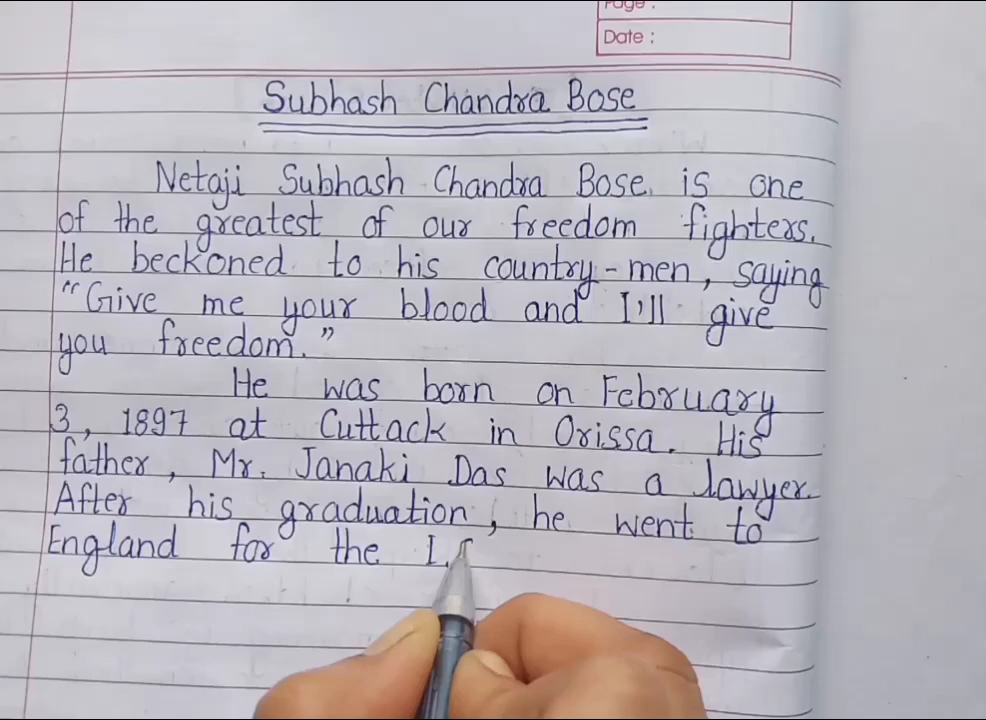 Page :
Date :
Subhash Chandra Bose
Netaji Subhash Chandra Bose is one
of the greatest of our freedom fighters.
He beckoned to his country-men, saying
"Give me your blood and I'll give
you freedom."
He was born on February
3, 1897 at Cuttack in Orissa. His
father, Mr. Janaki Das was a lawyer.
After his graduation, he went to
England for the I.